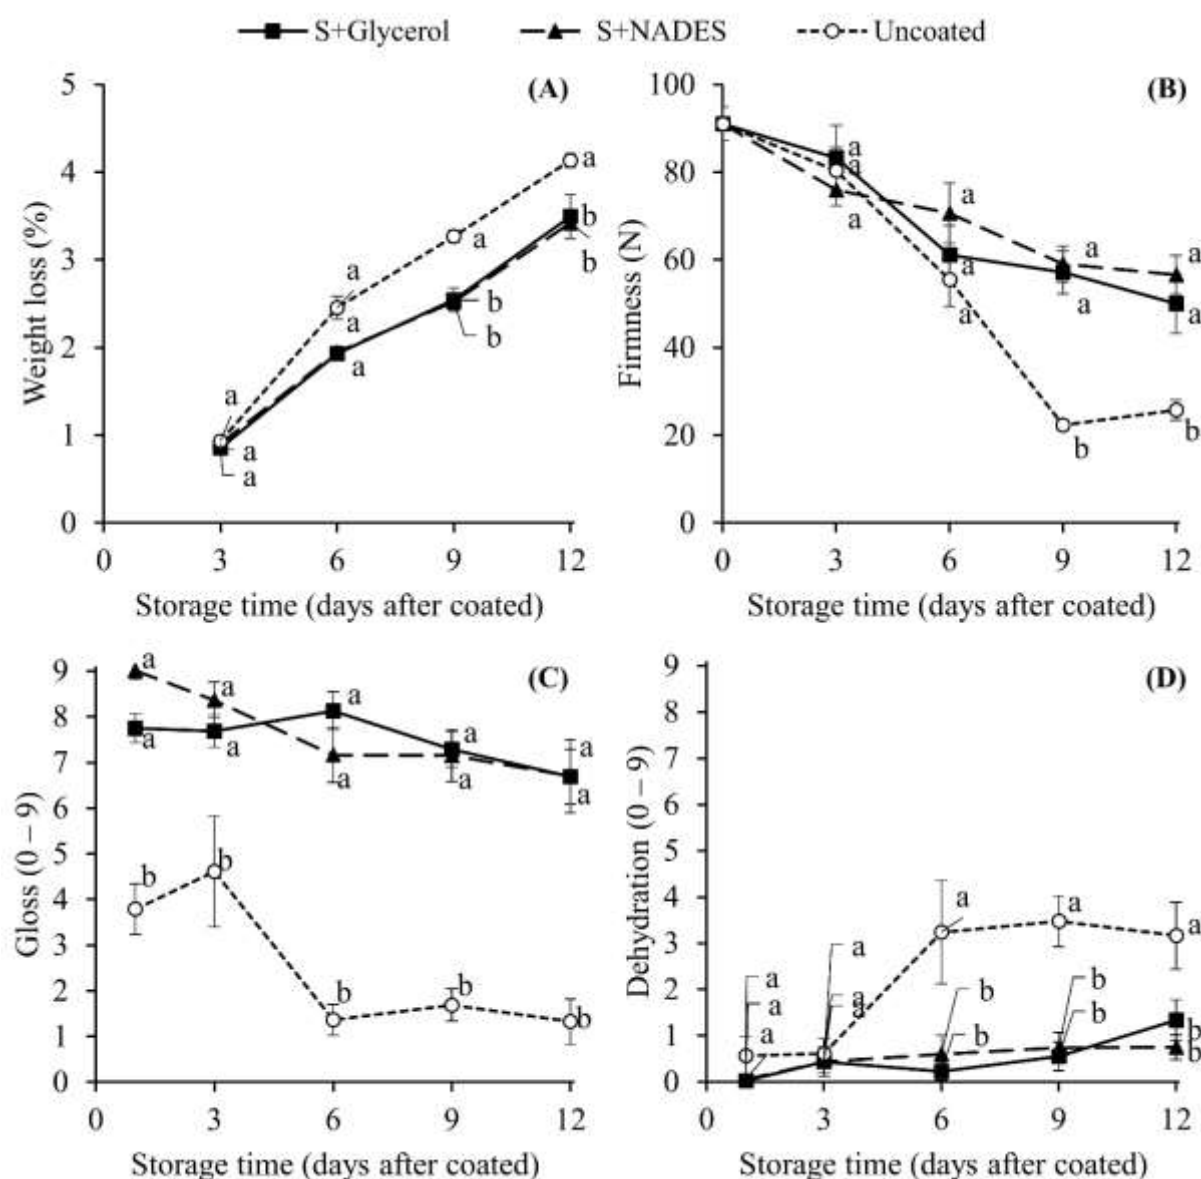 S+Glycerol S+NADES Uncoated
(A)
Weight loss (%)
5
4
3
2
1
0
a
a
a
a
a
a
a
b
b
a
b
b
0 3 6 9 12
Storage time (days after coated)
(B)
Firmness (N)
100
80
60
40
20
0
a
a
a
a
a
a
a
a
b
a
a
b
0 3 6 9 12
Storage time (days after coated)
(C)
Gloss (0 – 9)
9
8
7
6
5
4
3
2
1
0
a
a
b
a
a
b
a
a
b
a
a
b
a
a
b
0 3 6 9 12
Storage time (days after coated)
(D)
Dehydration (0 – 9)
9
8
7
6
5
4
3
2
1
0
a
a
a
a
a
a
a
b
b
a
b
b
a
b
b
0 3 6 9 12
Storage time (days after coated)